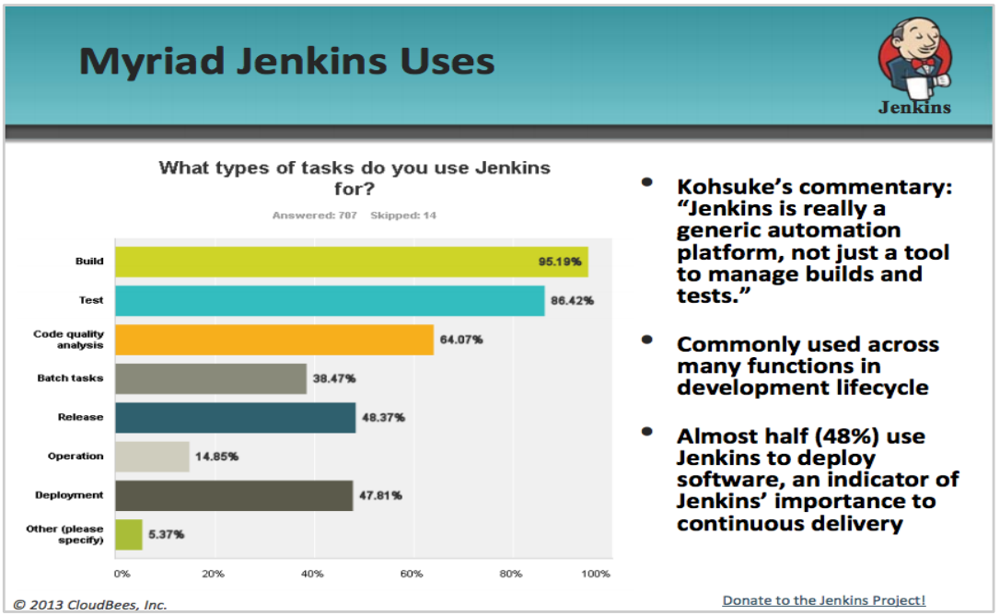 Myriad Jenkins Uses
Jenkins
What types of tasks do you use Jenkins
for?
Answered: 707 Skipped: 14
Build
95.19%
Test
86.42%
Code quality
analysis
64.07%
Batch tasks
38.47%
Release
48.37%
Operation
14.85%
Deployment
47.81%
Other (please
specify)
5.37%
0% 20% 40% 60% 80% 100%
• Kohsuke’s commentary:
“Jenkins is really a
generic automation
platform, not just a tool
to manage builds and
tests.”
• Commonly used across
many functions in
development lifecycle
• Almost half (48%) use
Jenkins to deploy
software, an indicator of
Jenkins’ importance to
continuous delivery
© 2013 CloudBees, Inc.
Donate to the Jenkins Project!